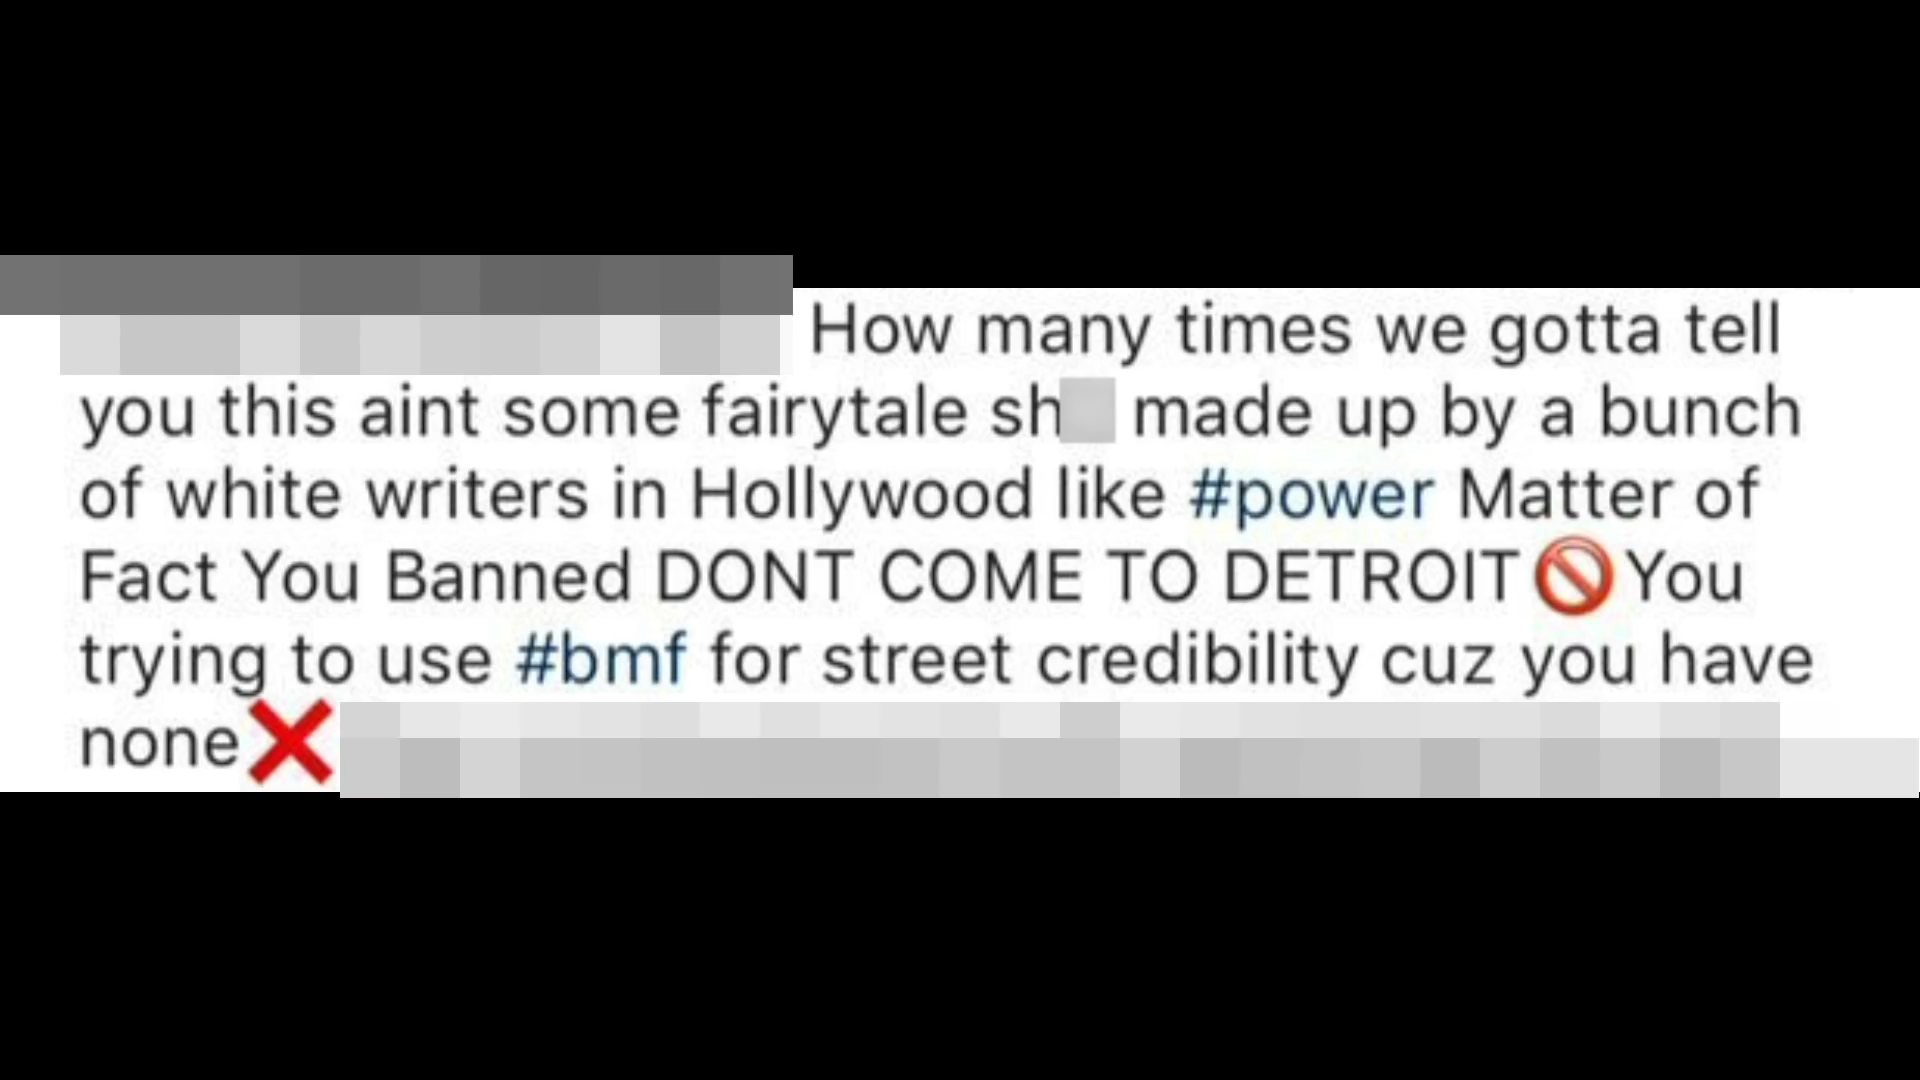 How many times we gotta tell
you this aint some fairytale sh made up by a bunch
of white writers in Hollywood like #power Matter of
Fact You Banned DONT COME TO DETROIT🚫You
trying to use #bmf for street credibility cuz you have
none❌